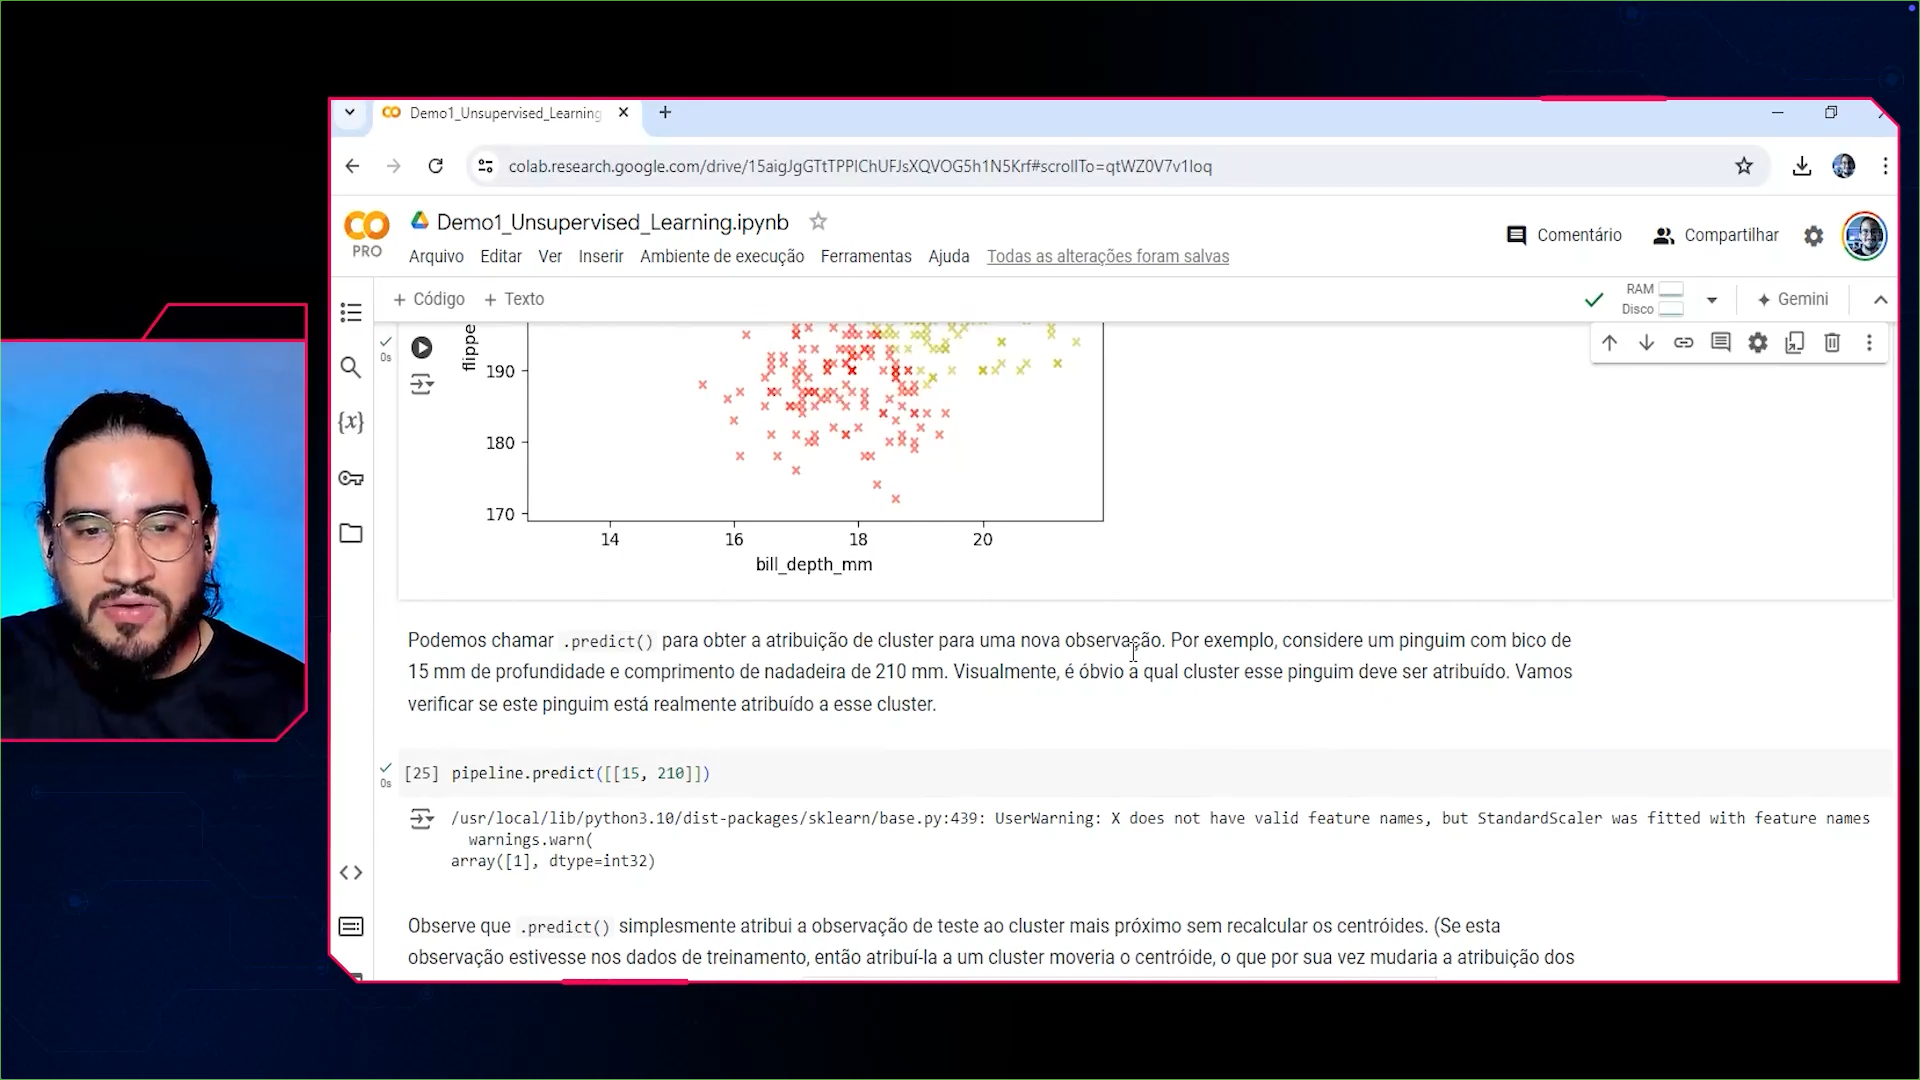 Demo1_Unsupervised_Learning
colab.research.google.com/drive/15aigJgGTtTPPlChUFJsXQVOG5h1N5Krf#scrollTo=qtWZ0V7v1Ioq
CO
PRO
Demo1_Unsupervised_Learning.ipynb
Comentário
Compartilhar
Arquivo Editar Ver Inserir Ambiente de execução Ferramentas Ajuda Todas as alterações foram salvas
+ Código + Texto
RAM
Disco
Gemini
0s
flippe
190
180
170
14 16 18 20
bill_depth_mm
Podemos chamar .predict() para obter a atribuição de cluster para uma nova observação. Por exemplo, considere um pinguim com bico de
15 mm de profundidade e comprimento de nadadeira de 210 mm. Visualmente, é óbvio a qual cluster esse pinguim deve ser atribuído. Vamos
verificar se este pinguim está realmente atribuído a esse cluster.
0s
[25] pipeline.predict([[15, 210]])
/usr/local/lib/python3.10/dist-packages/sklearn/base.py:439: UserWarning: X does not have valid feature names, but StandardScaler was fitted with feature names
warnings.warn(
array([1], dtype=int32)
Observe que .predict() simplesmente atribui a observação de teste ao cluster mais próximo sem recalcular os centróides. (Se esta
observação estivesse nos dados de treinamento, então atribuí-la a um cluster moveria o centróide, o que por sua vez mudaria a atribuição dos